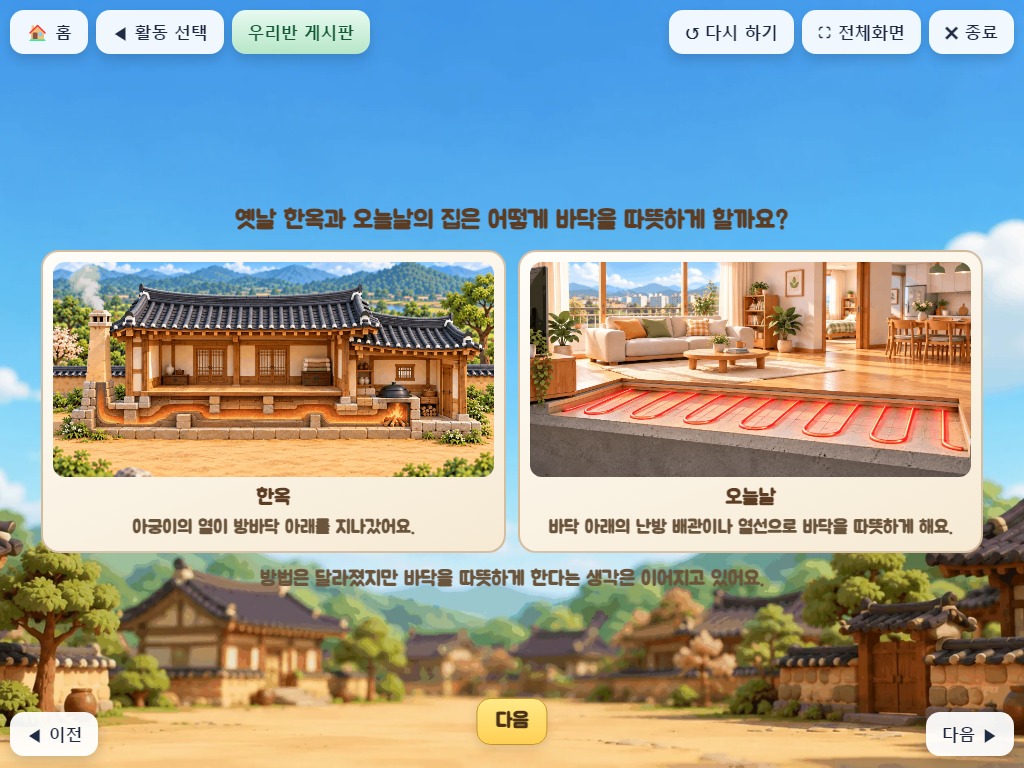 🏠 홈
◀ 활동 선택
우리반 게시판
↺ 다시 하기
⛶ 전체화면
✕ 종료
옛날 한옥과 오늘날의 집은 어떻게 바닥을 따뜻하게 할까요?
한옥
아궁이의 열이 방바닥 아래를 지나갔어요.
오늘날
바닥 아래의 난방 배관이나 열선으로 바닥을 따뜻하게 해요.
방법은 달라졌지만 바닥을 따뜻하게 한다는 생각은 이어지고 있어요.
다음
◀ 이전
다음 ▶